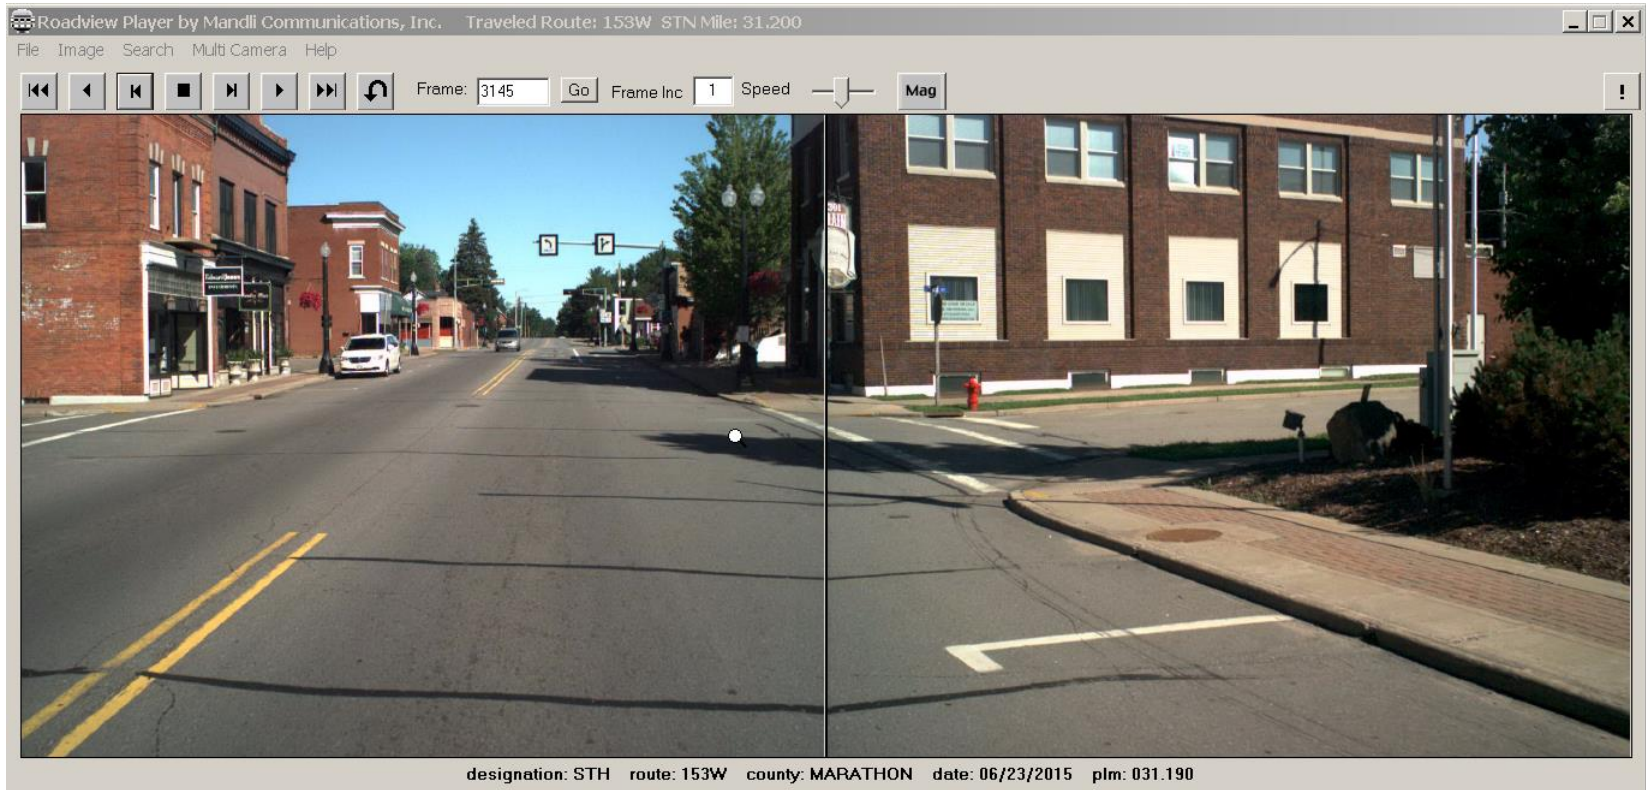 Roadview Player by Mandli Communications, Inc. Traveled Route: 153W STN Mile: 31.200
File Image Search Multi Camera Help
Frame: 3145 Go Frame Inc 1 Speed Mag !
designation: STH route: 153W county: MARATHON date: 06/23/2015 plm: 031.190